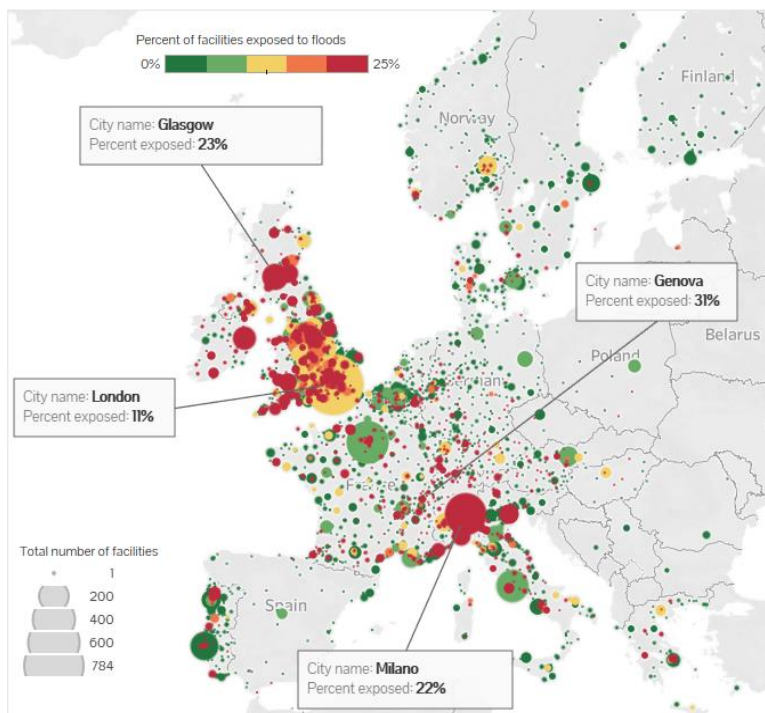 Percent of facilities exposed to floods
0% 25%
Finland
Norway
City name: Glasgow
Percent exposed: 23%
City name: Genova
Percent exposed: 31%
Belarus
Poland
City name: London
Percent exposed: 11%
Total number of facilities
1
200
400
600
784
Spain
City name: Milano
Percent exposed: 22%